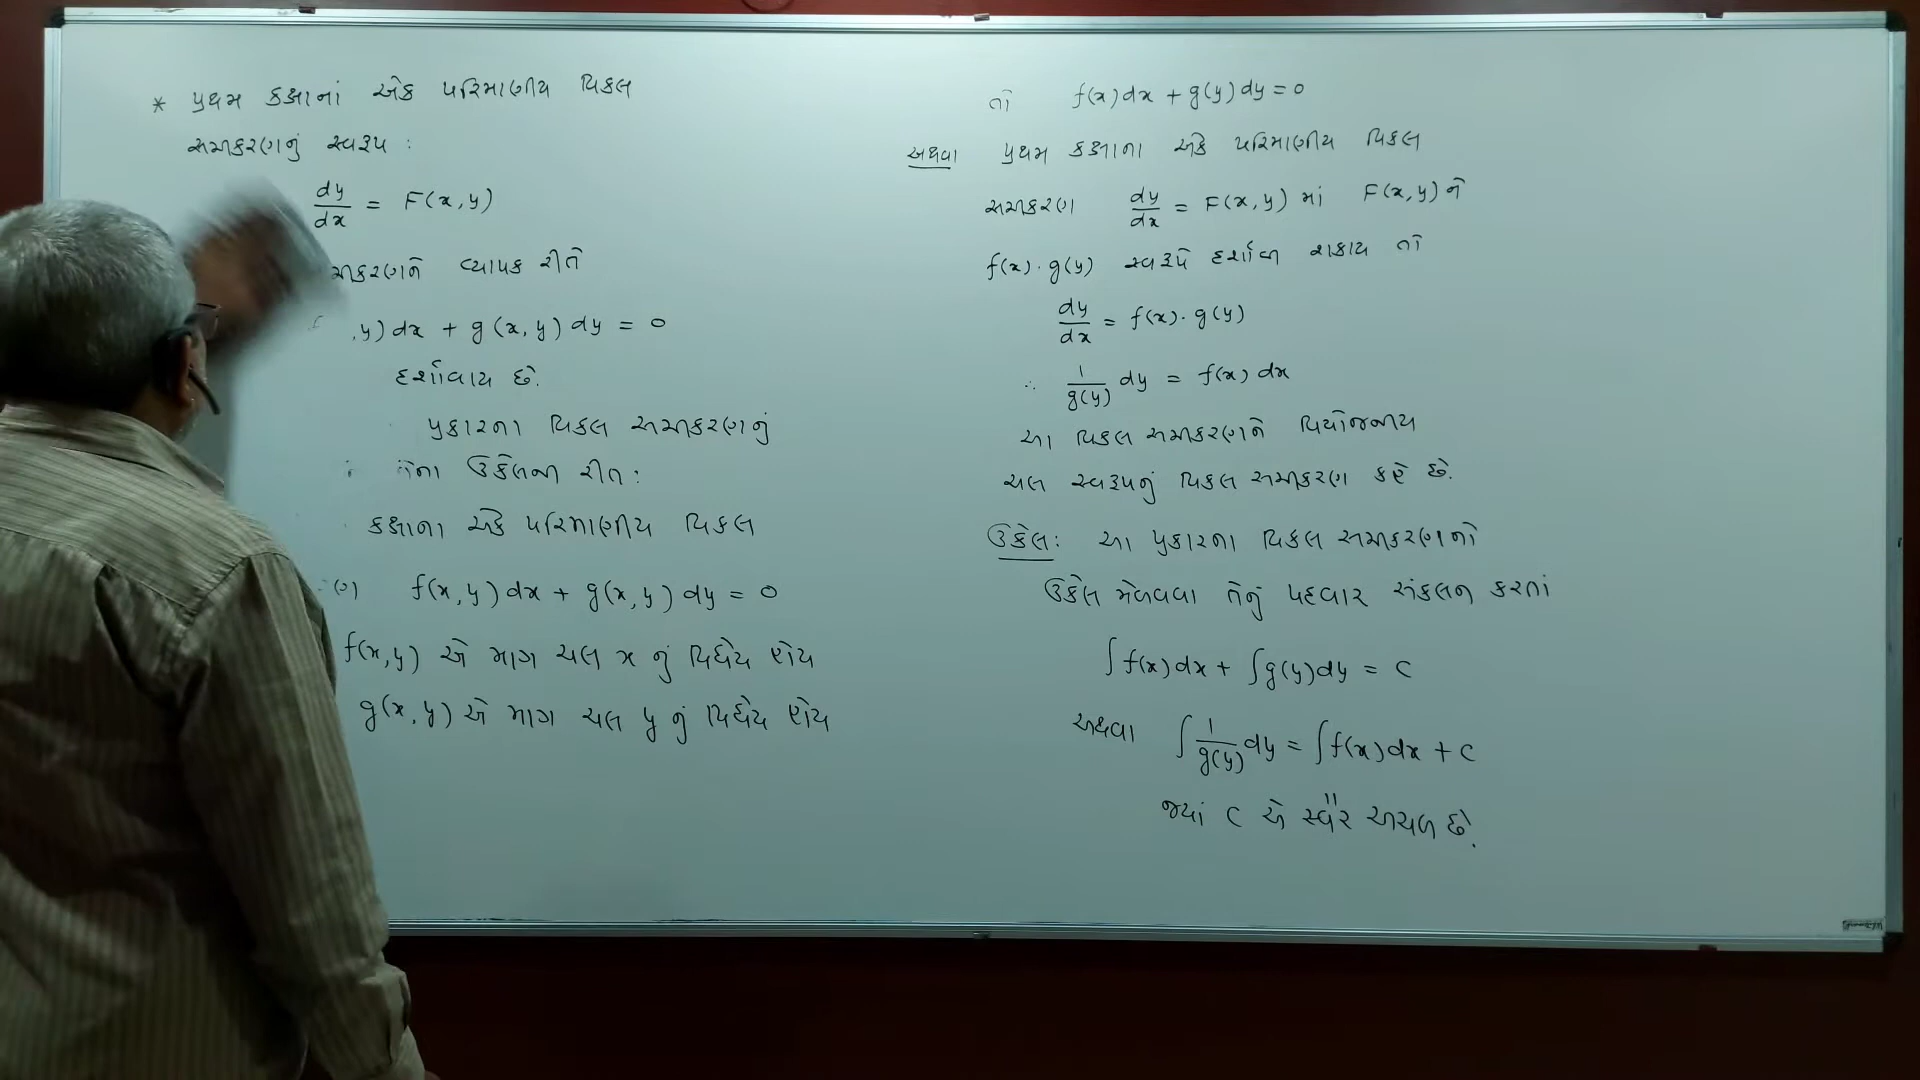 * પ્રથમ કક્ષાનાં એક પરિમાણીય વિકલ
સમીકરણનું સ્વરૂપ :
dy/dx = F(x, y)
મીકરણને વ્યાપક રીતે
, y) dx + g(x, y) dy = 0
દર્શાવાય છે.
પ્રકારના વિકલ સમીકરણનું
તેના ઉકેલની રીત :
કક્ષાના એક પરિમાણીય વિકલ
ણ f(x, y) dx + g(x, y) dy = 0
f(x, y) એ માત્ર ચલ x નું વિધેય હોય
g(x, y) એ માત્ર ચલ y નું વિધેય હોય
તો f(x) dx + g(y) dy = 0
અથવા પ્રથમ કક્ષાના એક પરિમાણીય વિકલ
સમીકરણ dy/dx = F(x, y) માં F(x, y) ને
f(x) · g(y) સ્વરૂપે દર્શાવી શકાય તો
dy/dx = f(x) · g(y)
∴ 1/g(y) dy = f(x) dx
આ વિકલ સમીકરણને વિયોજનીય
ચલ સ્વરૂપનું વિકલ સમીકરણ કહે છે.
ઉકેલ : આ પ્રકારના વિકલ સમીકરણનો
ઉકેલ મેળવવા તેનું પદવાર સંકલન કરતાં
∫ f(x) dx + ∫ g(y) dy = c
અથવા ∫ 1/g(y) dy = ∫ f(x) dx + c
જ્યાં c એ સ્વૈર અચળ છે.